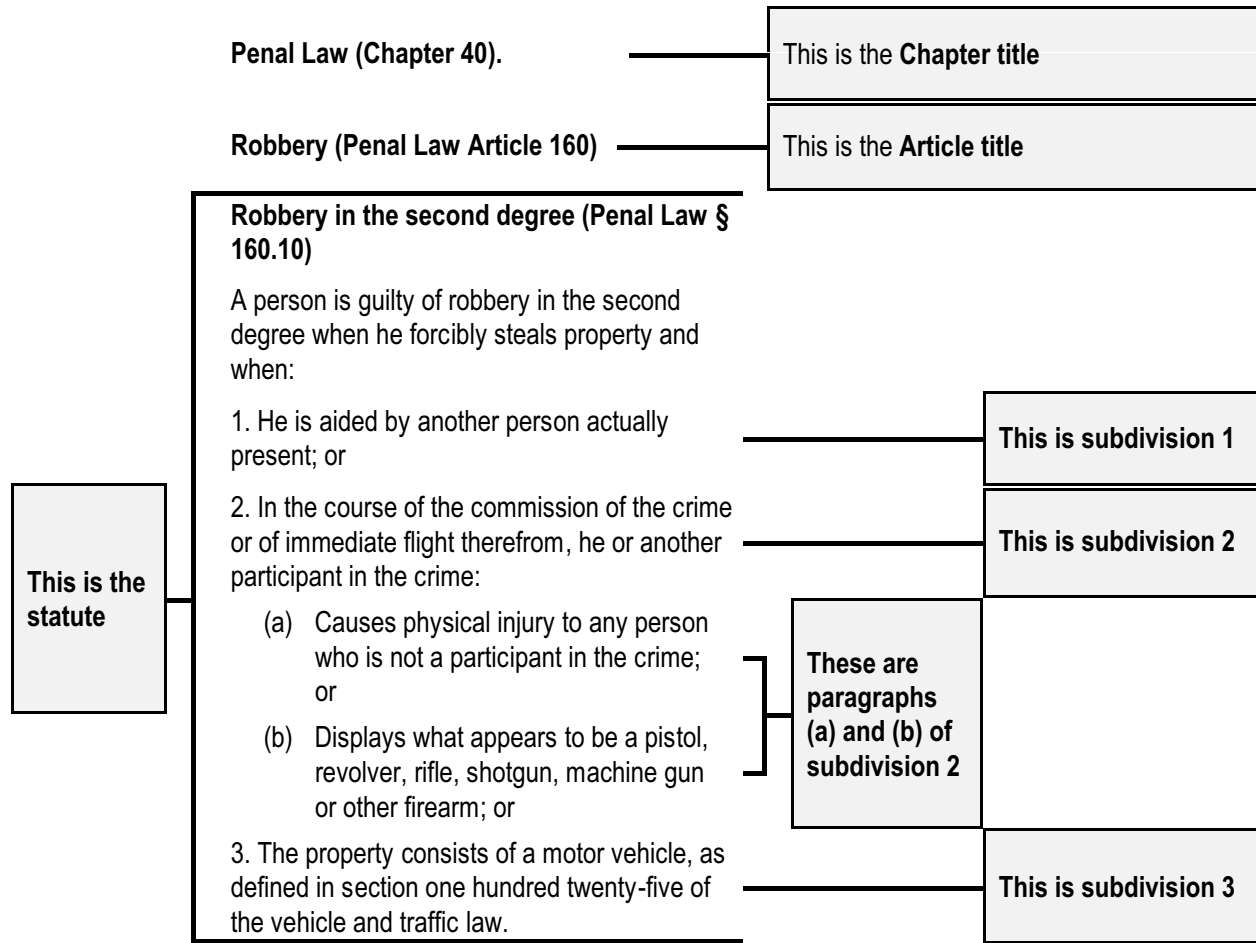 Penal Law (Chapter 40).
This is the Chapter title
Robbery (Penal Law Article 160)
This is the Article title
Robbery in the second degree (Penal Law §
160.10)
A person is guilty of robbery in the second
degree when he forcibly steals property and
when:
1. He is aided by another person actually
present; or
This is subdivision 1
2. In the course of the commission of the crime
or of immediate flight therefrom, he or another
participant in the crime:
This is subdivision 2
This is the
statute
(a) Causes physical injury to any person
who is not a participant in the crime;
or
(b) Displays what appears to be a pistol,
revolver, rifle, shotgun, machine gun
or other firearm; or
These are
paragraphs
(a) and (b) of
subdivision 2
3. The property consists of a motor vehicle, as
defined in section one hundred twenty-five of
the vehicle and traffic law.
This is subdivision 3